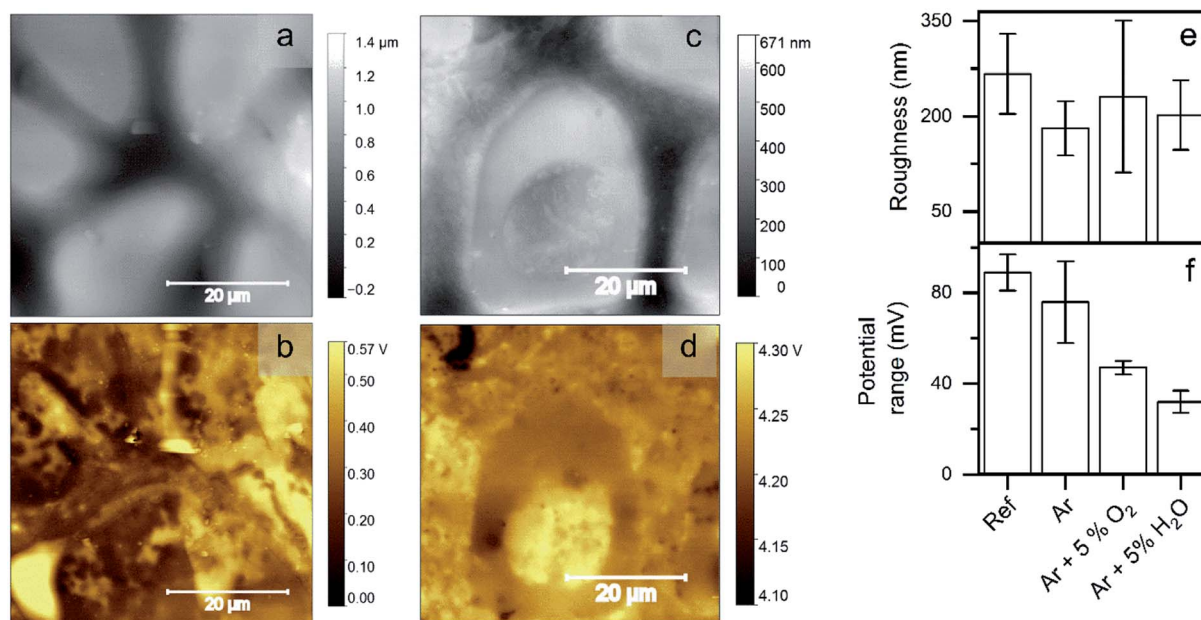 a
1.4 µm
1.2
1.0
0.8
0.6
0.4
0.2
−0.2
20 µm
b
0.57 V
0.50
0.40
0.30
0.20
0.10
0.00
20 µm
c
671 nm
600
500
400
300
200
100
0
20 µm
d
4.30 V
4.25
4.20
4.15
4.10
20 µm
e
350
200
50
Roughness (nm)
f
80
40
0
Potential
range (mV)
Ref
Ar
Ar + 5 % O₂
Ar + 5% H₂O